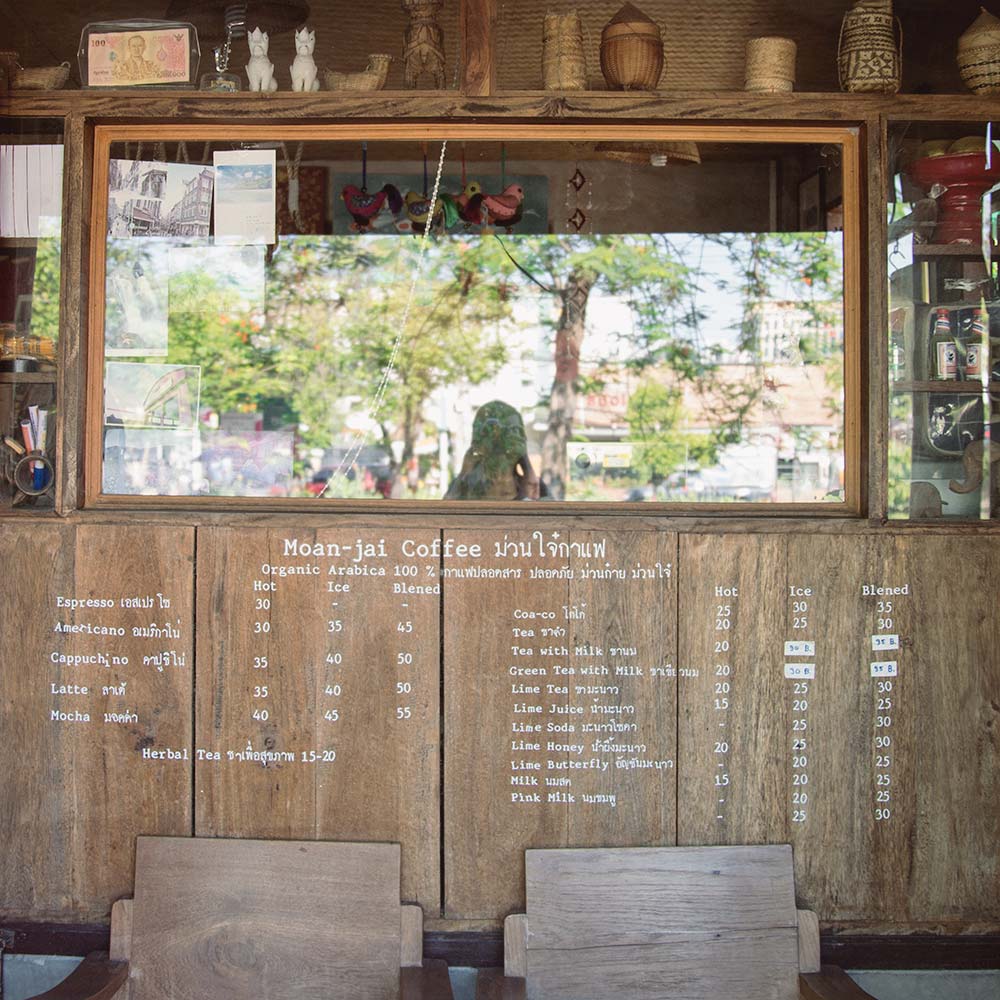 100
Moan-jai Coffee ม่วนใจ๋กาแฟ
Organic Arabica 100 % กาแฟปลอดสาร ปลอดภัย ม่วนก๋าย ม่วนใจ๋
Hot Ice Blened
Espresso เอสเปรโซ 30 - -
Americano อเมริกาโน่ 30 35 45
Cappuchino คาปูชิโน่ 35 40 50
Latte ลาเต้ 35 40 50
Mocha มอคค่า 40 45 55
Herbal Tea ชาเพื่อสุขภาพ 15-20
Hot Ice Blened
Coa-co โกโก้ 25 30 35
Tea ชาดำ 20 25 30
Tea with Milk ชานม 20 30 B. 35 B.
Green Tea with Milk ชาเขียวนม 20 30 B. 35 B.
Lime Tea ชามะนาว 20 25 30
Lime Juice น้ำมะนาว 15 20 25
Lime Soda มะนาวโซดา - 25 30
Lime Honey น้ำผึ้งมะนาว 20 25 30
Lime Butterfly อัญชันมะนาว - 20 25
Milk นมสด 15 20 25
Pink Milk นมชมพู - 20 25
- 25 30